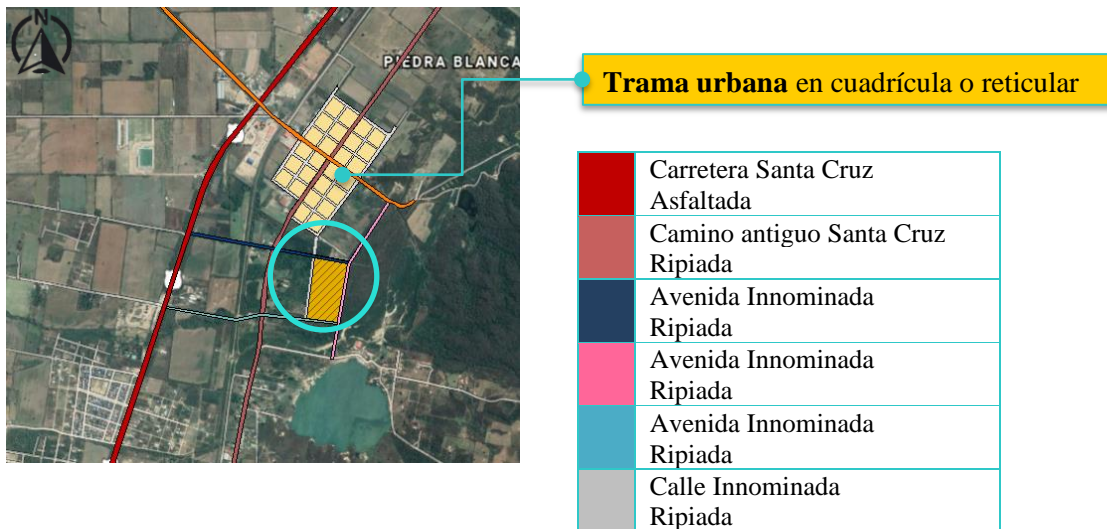 N
PIEDRA BLANCA
Trama urbana en cuadrícula o reticular
Carretera Santa Cruz
Asfaltada
Camino antiguo Santa Cruz
Ripiada
Avenida Innominada
Ripiada
Avenida Innominada
Ripiada
Avenida Innominada
Ripiada
Calle Innominada
Ripiada